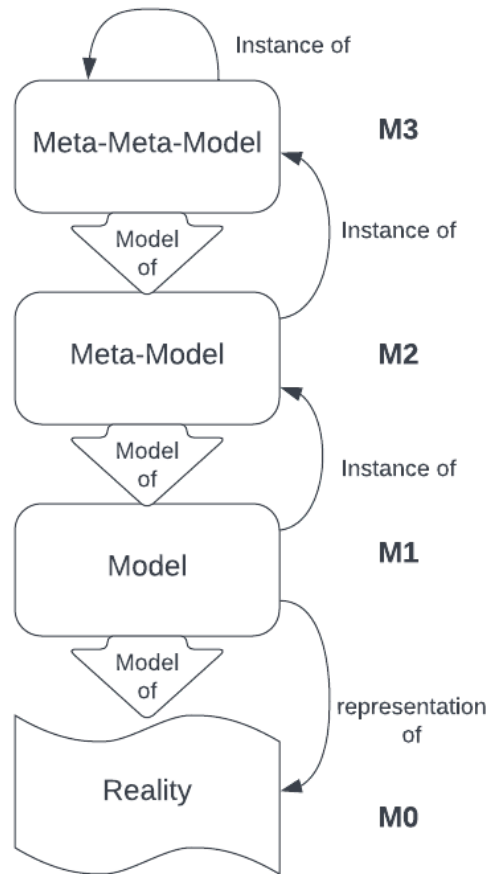 Instance of
Meta-Meta-Model
M3
Model
of
Instance of
Meta-Model
M2
Model
of
Instance of
Model
M1
Model
of
representation
of
Reality
M0